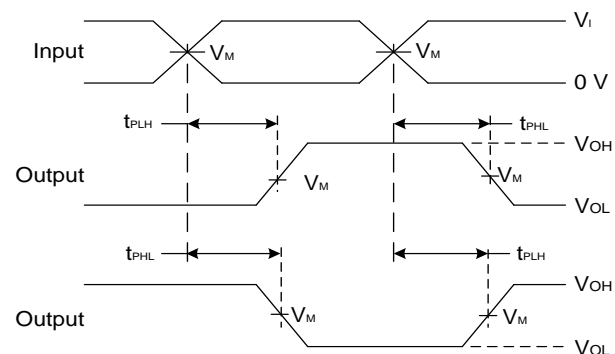 VI
Input VM VM
0 V
tPLH tPHL
VOH
Output VM VM
VOL
tPHL tPLH
VOH
Output VM VM
VOL